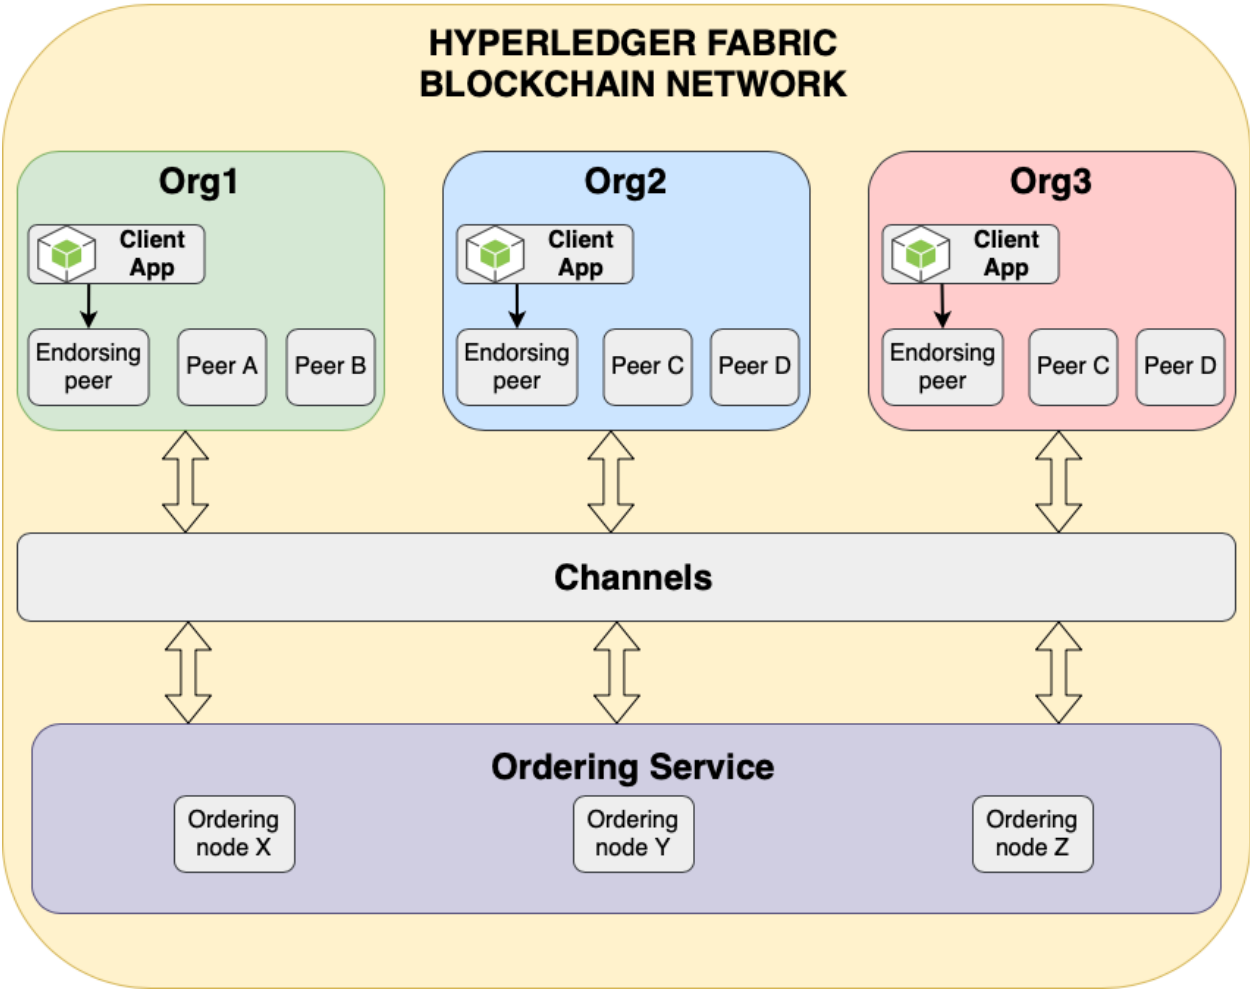 HYPERLEDGER FABRIC
BLOCKCHAIN NETWORK
Org1
Client
App
Endorsing
peer
Peer A
Peer B
Org2
Client
App
Endorsing
peer
Peer C
Peer D
Org3
Client
App
Endorsing
peer
Peer C
Peer D
Channels
Ordering Service
Ordering
node X
Ordering
node Y
Ordering
node Z